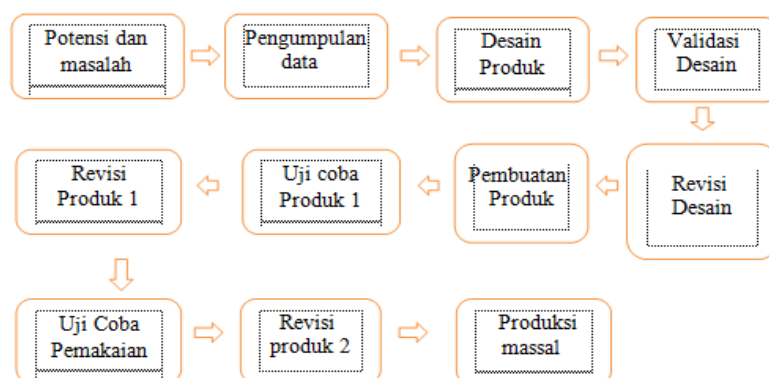 Potensi dan
masalah
Pengumpulan
data
Desain
Produk
Validasi
Desain
Revisi
Desain
Pembuatan
Produk
Uji coba
Produk 1
Revisi
Produk 1
Uji Coba
Pemakaian
Revisi
produk 2
Produksi
massal